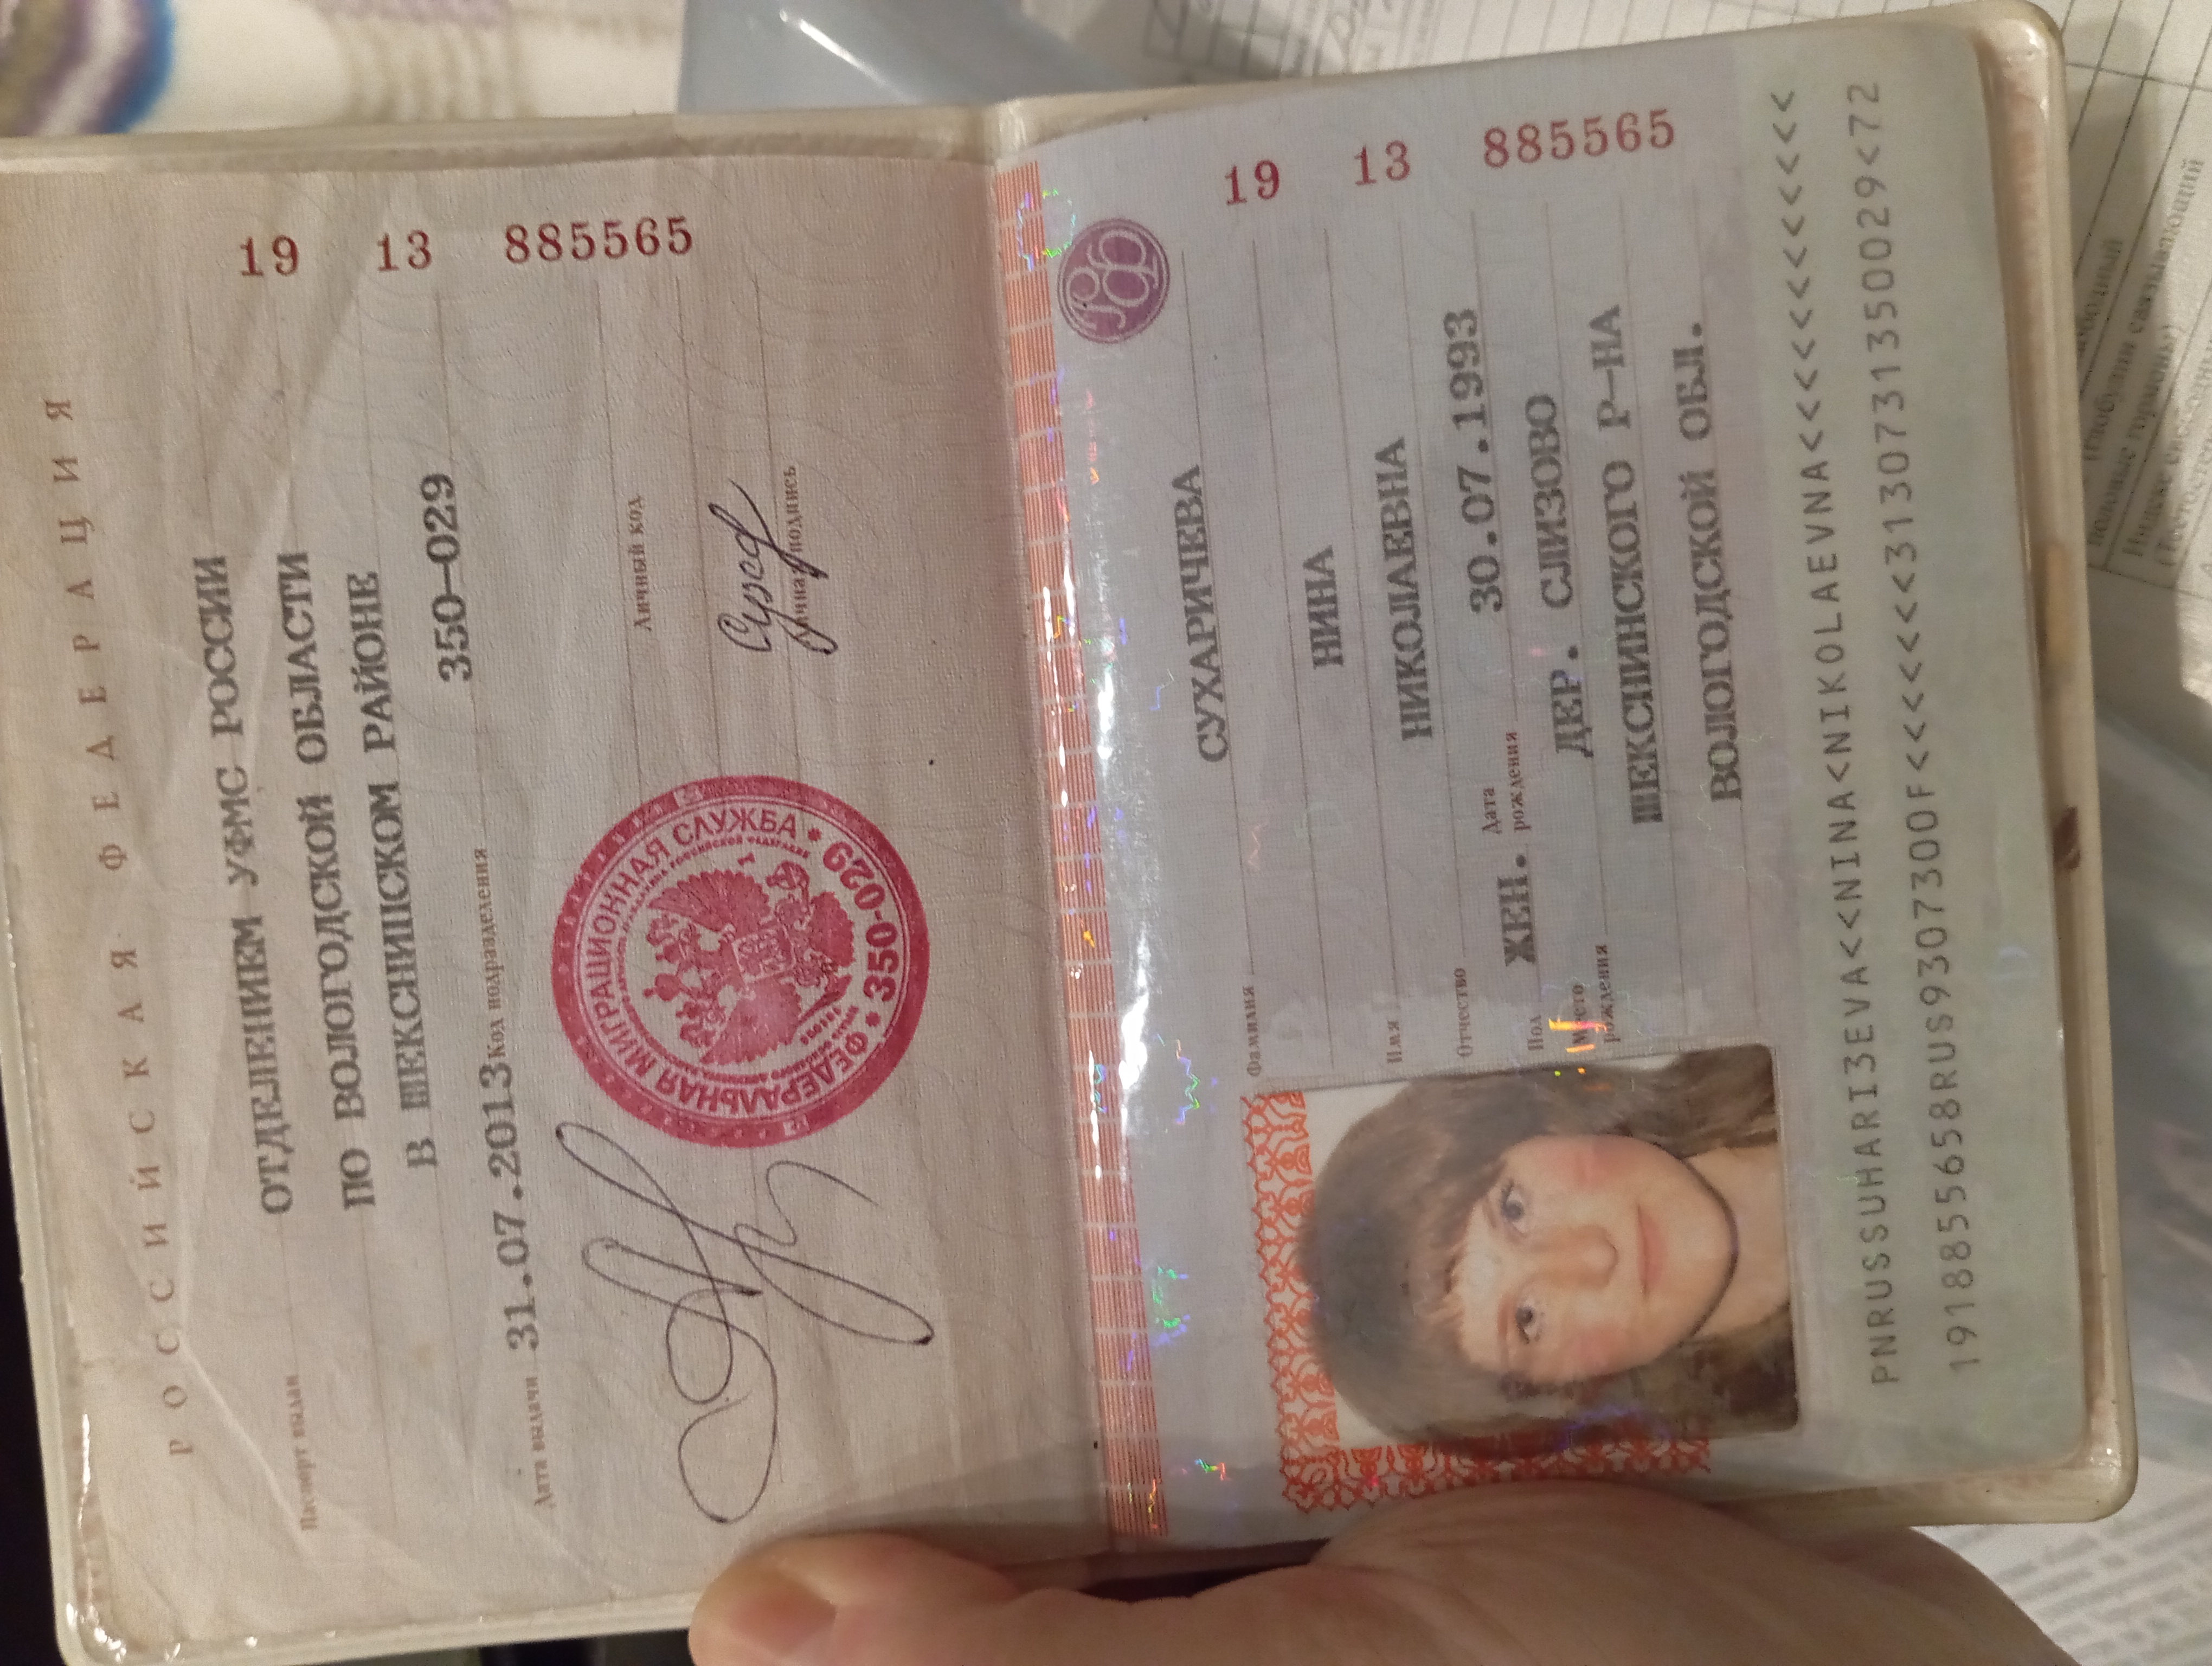 РОССИЙСКАЯ ФЕДЕРАЦИЯ
Паспорт выдан
ОТДЕЛЕНИЕМ УФМС РОССИИ
ПО ВОЛОГОДСКОЙ ОБЛАСТИ
В ШЕКСНИНСКОМ РАЙОНЕ
Дата выдачи 31.07.2013 Код подразделения 350-029
Личный код
Личная подпись
ФЕДЕРАЛЬНАЯ МИГРАЦИОННАЯ СЛУЖБА
350-029
19 13 885565
Фамилия СУХАРИЧЕВА
Имя НИНА
Отчество НИКОЛАЕВНА
Пол ЖЕН. Дата рождения 30.07.1993
Место рождения ДЕР. СЛИЗОВО
ШЕКСНИНСКОГО Р-НА
ВОЛОГОДСКОЙ ОБЛ.
19 13 885565
PNRUSSUHARI3EVA<<NINA<NIKOLAEVNA<<<<<<<<<<<<
1918855658RUS9307300F<<<<<<<3130731350029<72